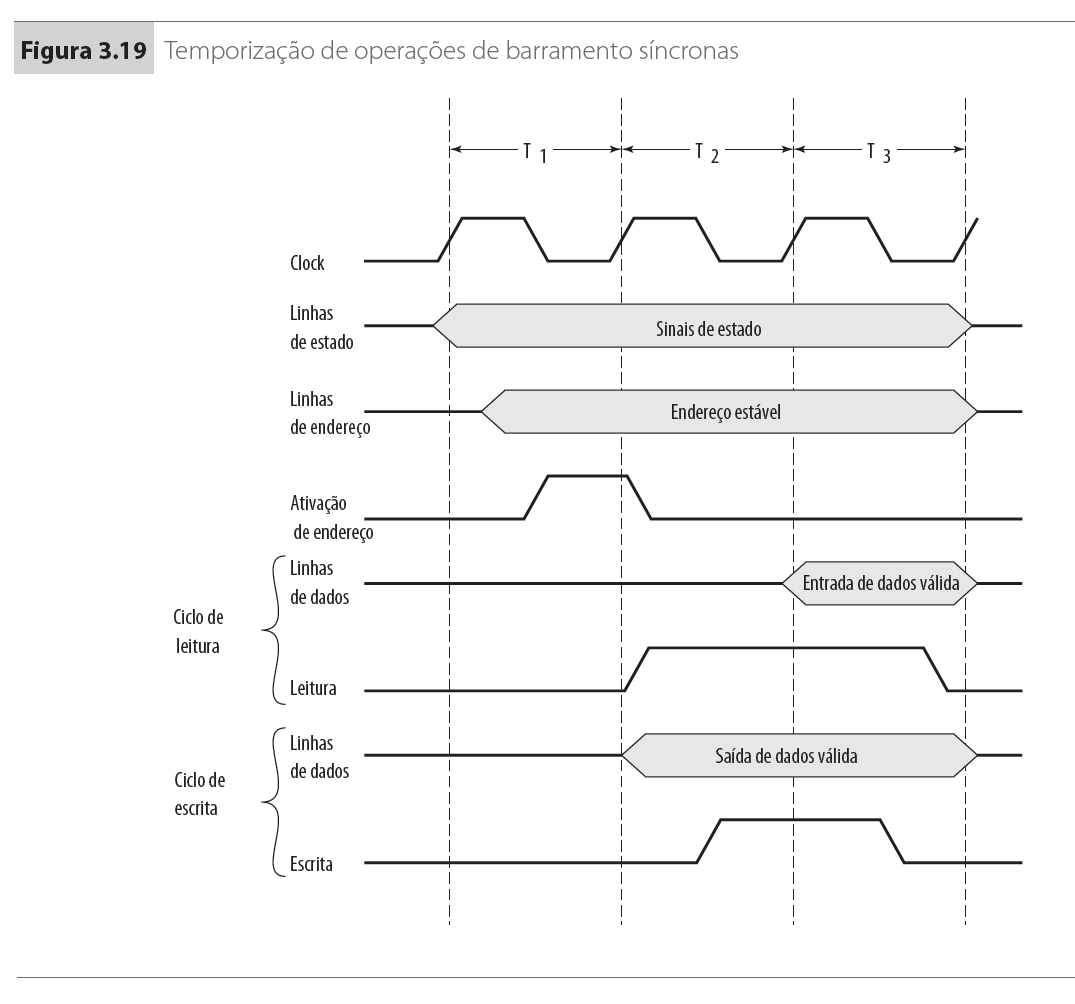 Figura 3.19 Temporização de operações de barramento síncronas
T 1
T 2
T 3
Clock
Linhas
de estado
Sinais de estado
Linhas
de endereço
Endereço estável
Ativação
de endereço
Ciclo de
leitura
Linhas
de dados
Entrada de dados válida
Leitura
Ciclo de
escrita
Linhas
de dados
Saída de dados válida
Escrita